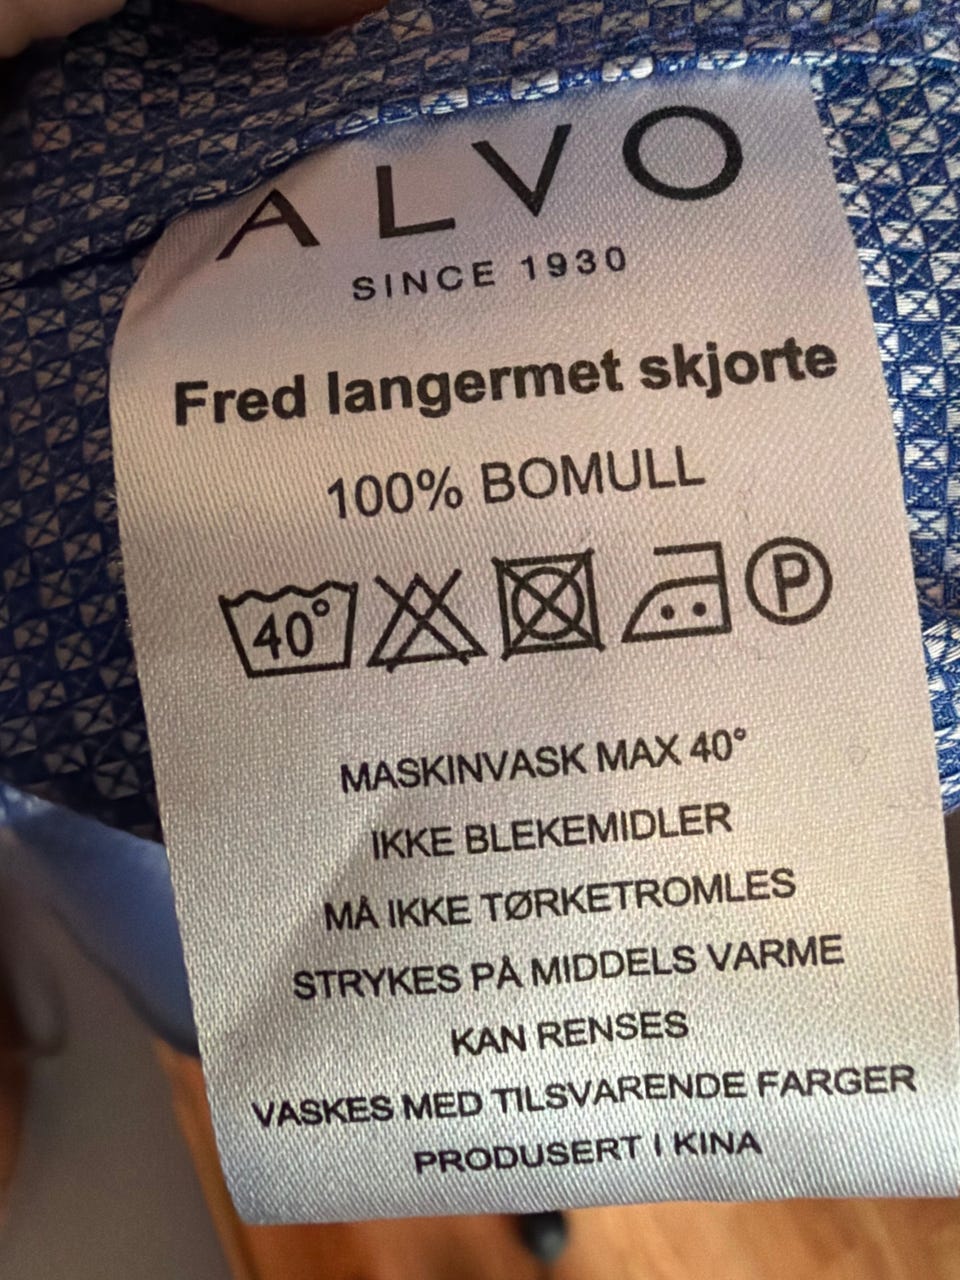 ALVO
SINCE 1930
Fred langermet skjorte
100% BOMULL
40° P
MASKINVASK MAX 40°
IKKE BLEKEMIDLER
MÅ IKKE TØRKETROMLES
STRYKES PÅ MIDDELS VARME
KAN RENSES
VASKES MED TILSVARENDE FARGER
PRODUSERT I KINA